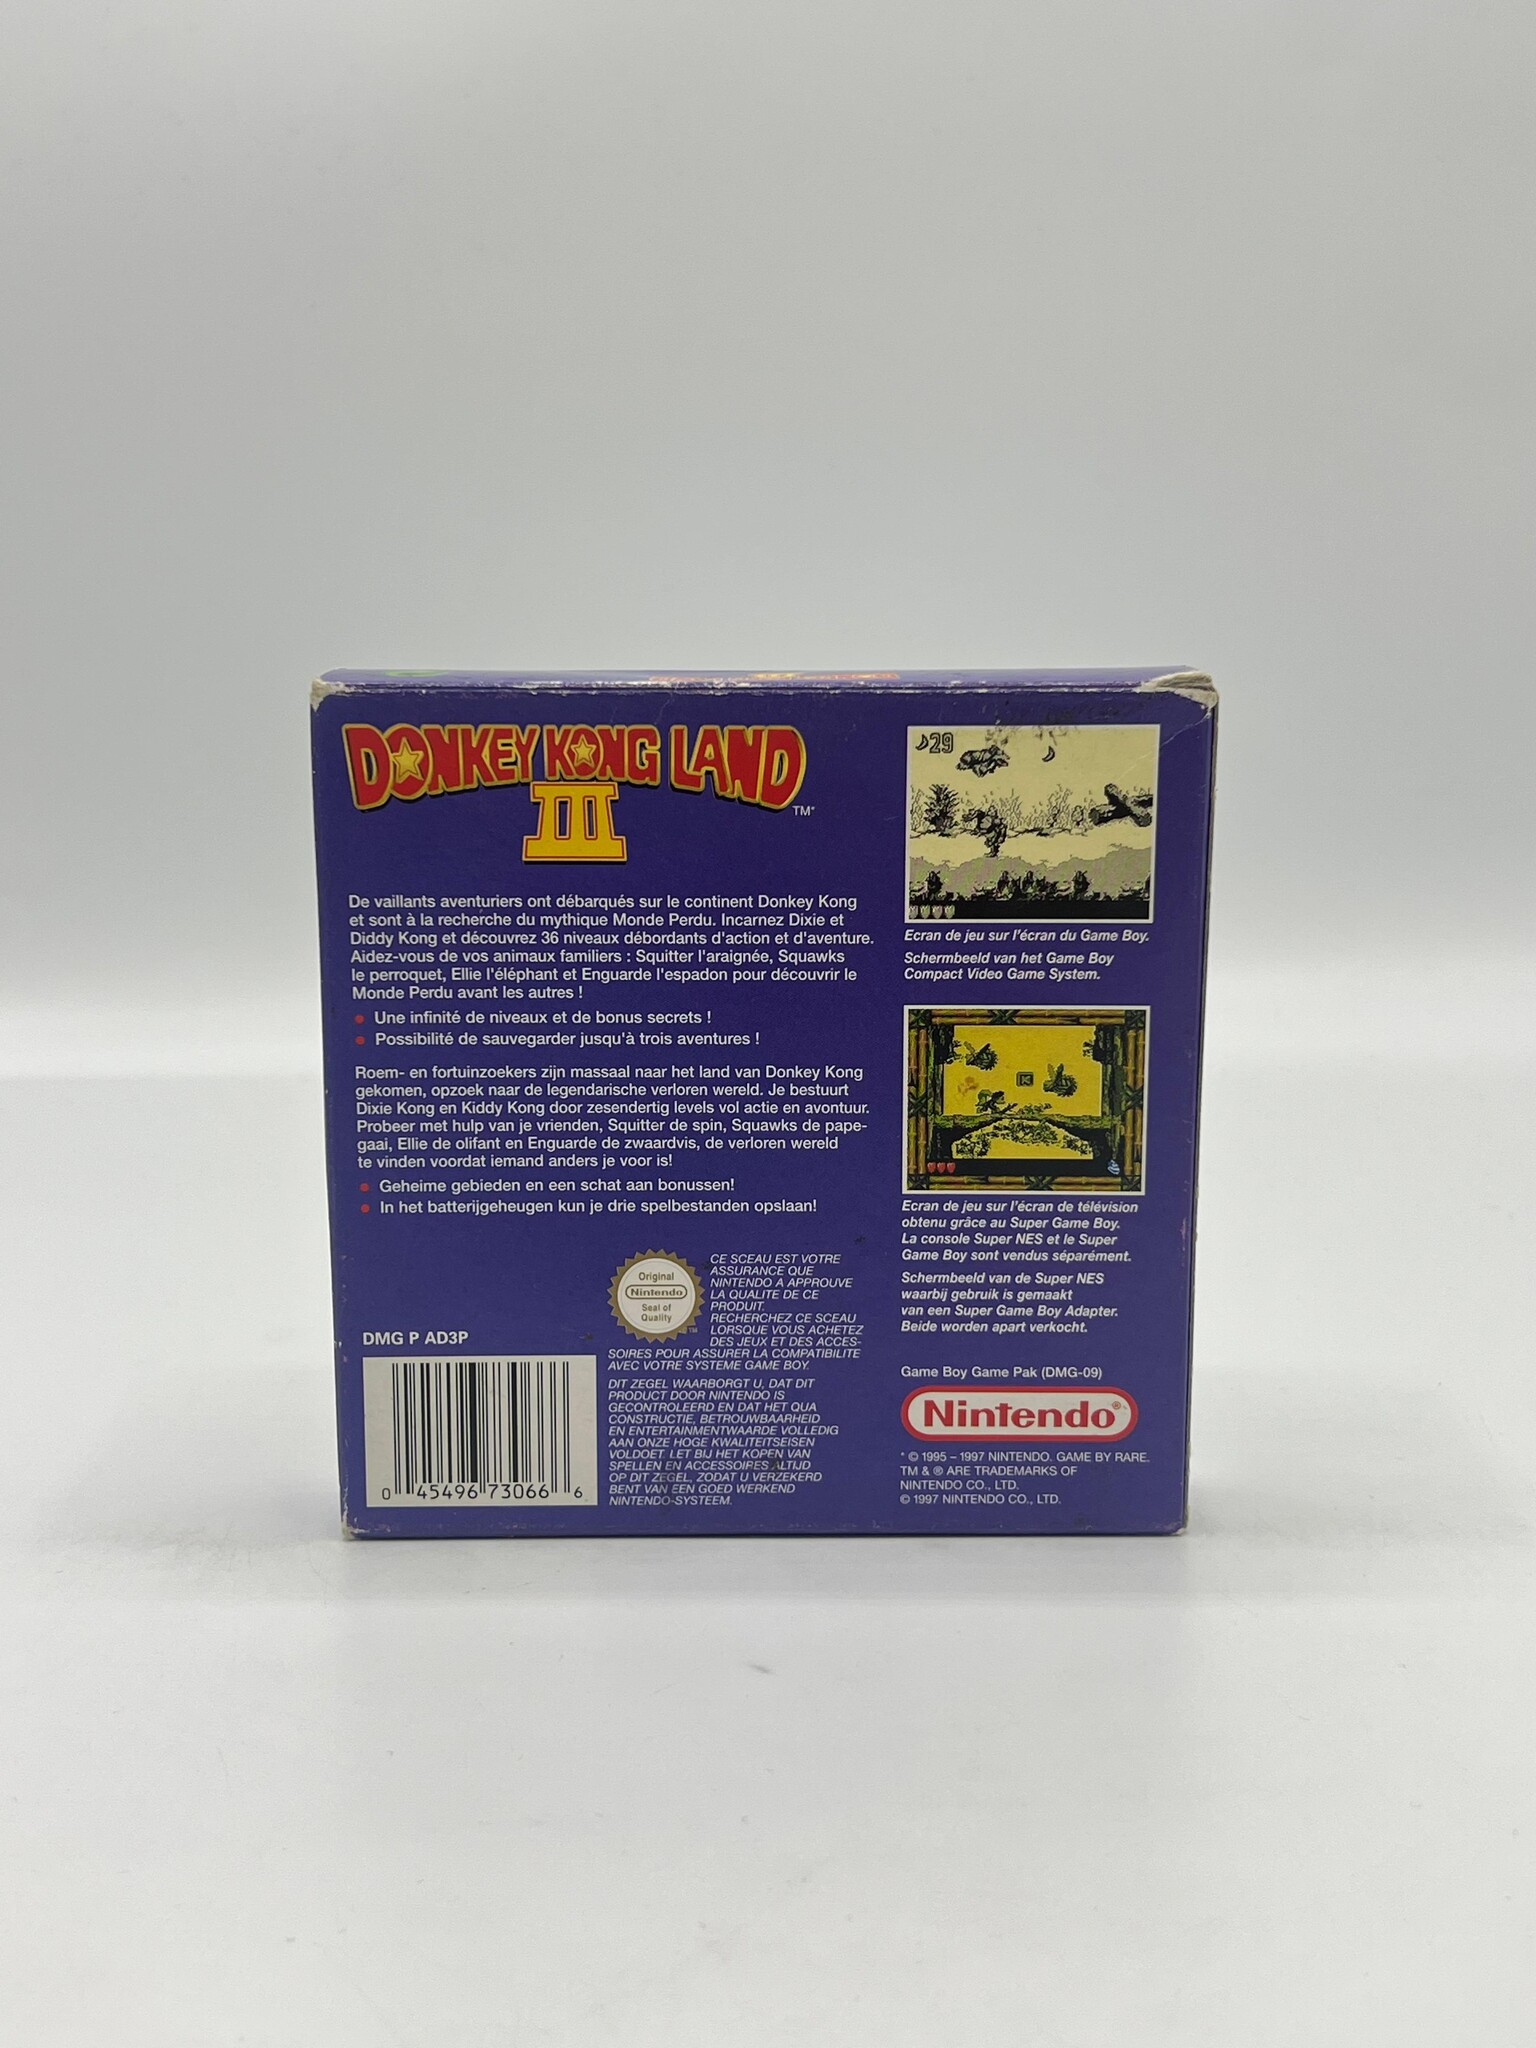 DONKEY KONG LAND
III
TM*
De vaillants aventuriers ont débarqués sur le continent Donkey Kong
et sont à la recherche du mythique Monde Perdu. Incarnez Dixie et
Diddy Kong et découvrez 36 niveaux débordants d'action et d'aventure.
Aidez-vous de vos animaux familiers : Squitter l'araignée, Squawks
le perroquet, Ellie l'éléphant et Enguarde l'espadon pour découvrir le
Monde Perdu avant les autres !
Une infinité de niveaux et de bonus secrets !
Possibilité de sauvegarder jusqu'à trois aventures !
Roem- en fortuinzoekers zijn massaal naar het land van Donkey Kong
gekomen, opzoek naar de legendarische verloren wereld. Je bestuurt
Dixie Kong en Kiddy Kong door zesendertig levels vol actie en avontuur.
Probeer met hulp van je vrienden, Squitter de spin, Squawks de pape-
gaai, Ellie de olifant en Enguarde de zwaardvis, de verloren wereld
te vinden voordat iemand anders je voor is!
Geheime gebieden en een schat aan bonussen!
In het batterijgeheugen kun je drie spelbestanden opslaan!
DMG P AD3P
0 45496 73066 6
Original
Nintendo
Seal of
Quality
TM
CE SCEAU EST VOTRE
ASSURANCE QUE
NINTENDO A APPROUVE
LA QUALITE DE CE
PRODUIT.
RECHERCHEZ CE SCEAU
LORSQUE VOUS ACHETEZ
DES JEUX ET DES ACCES-
SOIRES POUR ASSURER LA COMPATIBILITE
AVEC VOTRE SYSTEME GAME BOY.
DIT ZEGEL WAARBORGT U, DAT DIT
PRODUCT DOOR NINTENDO IS
GECONTROLEERD EN DAT HET QUA
CONSTRUCTIE, BETROUWBAARHEID
EN ENTERTAINMENTWAARDE VOLLEDIG
AAN ONZE HOGE KWALITEITSEISEN
VOLDOET. LET BIJ HET KOPEN VAN
SPELLEN EN ACCESSOIRES ALTIJD
OP DIT ZEGEL, ZODAT U VERZEKERD
BENT VAN EEN GOED WERKEND
NINTENDO-SYSTEEM.
29
Ecran de jeu sur l'écran du Game Boy.
Schermbeeld van het Game Boy
Compact Video Game System.
K
Ecran de jeu sur l'écran de télévision
obtenu grâce au Super Game Boy.
La console Super NES et le Super
Game Boy sont vendus séparément.
Schermbeeld van de Super NES
waarbij gebruik is gemaakt
van een Super Game Boy Adapter.
Beide worden apart verkocht.
Game Boy Game Pak (DMG-09)
Nintendo®
* © 1995 – 1997 NINTENDO. GAME BY RARE.
TM & ® ARE TRADEMARKS OF
NINTENDO CO., LTD.
© 1997 NINTENDO CO., LTD.